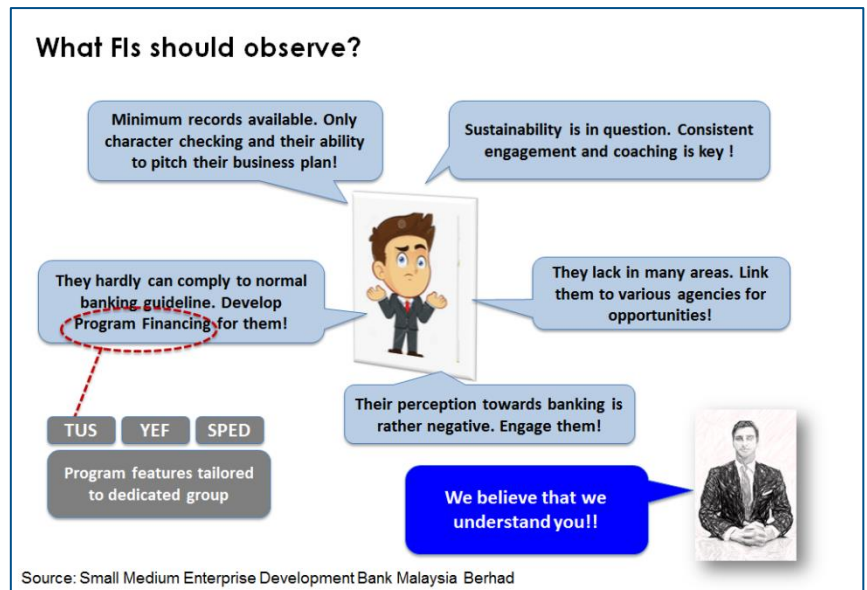 What FIs should observe?
Minimum records available. Only
character checking and their ability
to pitch their business plan!
Sustainability is in question. Consistent
engagement and coaching is key !
They hardly can comply to normal
banking guideline. Develop
Program Financing for them!
They lack in many areas. Link
them to various agencies for
opportunities!
Their perception towards banking is
rather negative. Engage them!
TUS
YEF
SPED
Program features tailored
to dedicated group
We believe that we
understand you!!
Source: Small Medium Enterprise Development Bank Malaysia Berhad